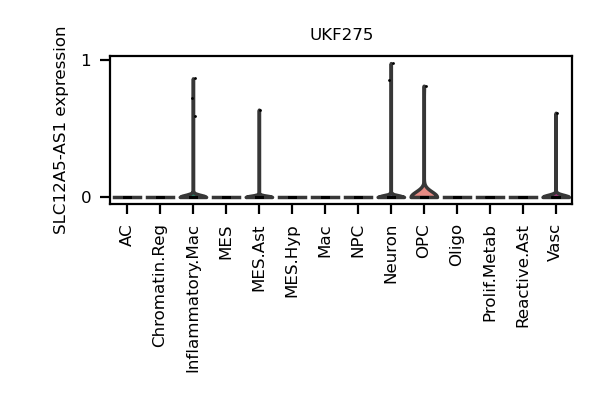 UKF275
SLC12A5-AS1 expression
1
0
AC
Chromatin.Reg
Inflammatory.Mac
MES
MES.Ast
MES.Hyp
Mac
NPC
Neuron
OPC
Oligo
Prolif.Metab
Reactive.Ast
Vasc